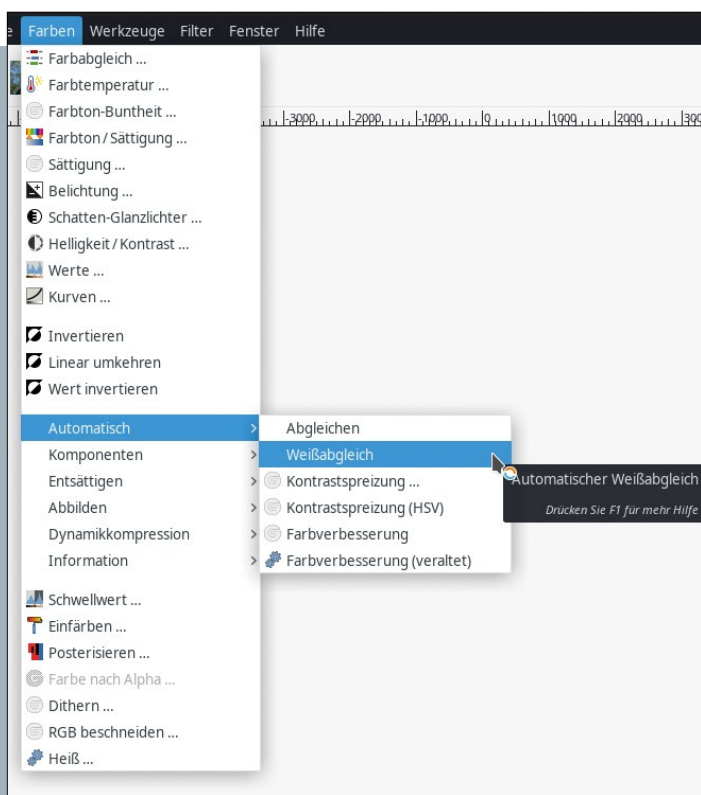 e Farben Werkzeuge Filter Fenster Hilfe
Farbabgleich ...
Farbtemperatur ...
-3000 -2000 -1000 0 1000 2000 300
Farbton-Buntheit ...
Farbton / Sättigung ...
Sättigung ...
Belichtung ...
Schatten-Glanzlichter ...
Helligkeit / Kontrast ...
Werte ...
Kurven ...
Invertieren
Linear umkehren
Wert invertieren
Automatisch
Komponenten
Entsättigen
Abbilden
Dynamikkompression
Information
Abgleichen
Weißabgleich
Kontrastspreizung ...
Kontrastspreizung (HSV)
Farbverbesserung
Farbverbesserung (veraltet)
Automatischer Weißabgleich
Drücken Sie F1 für mehr Hilfe
Schwellwert ...
Einfärben ...
Posterisieren ...
Farbe nach Alpha ...
Dithern ...
RGB beschneiden ...
Heiß ...